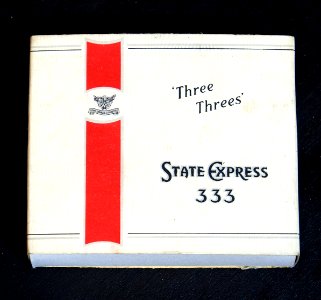 'Three
Threes'
STATE EXPRESS
333